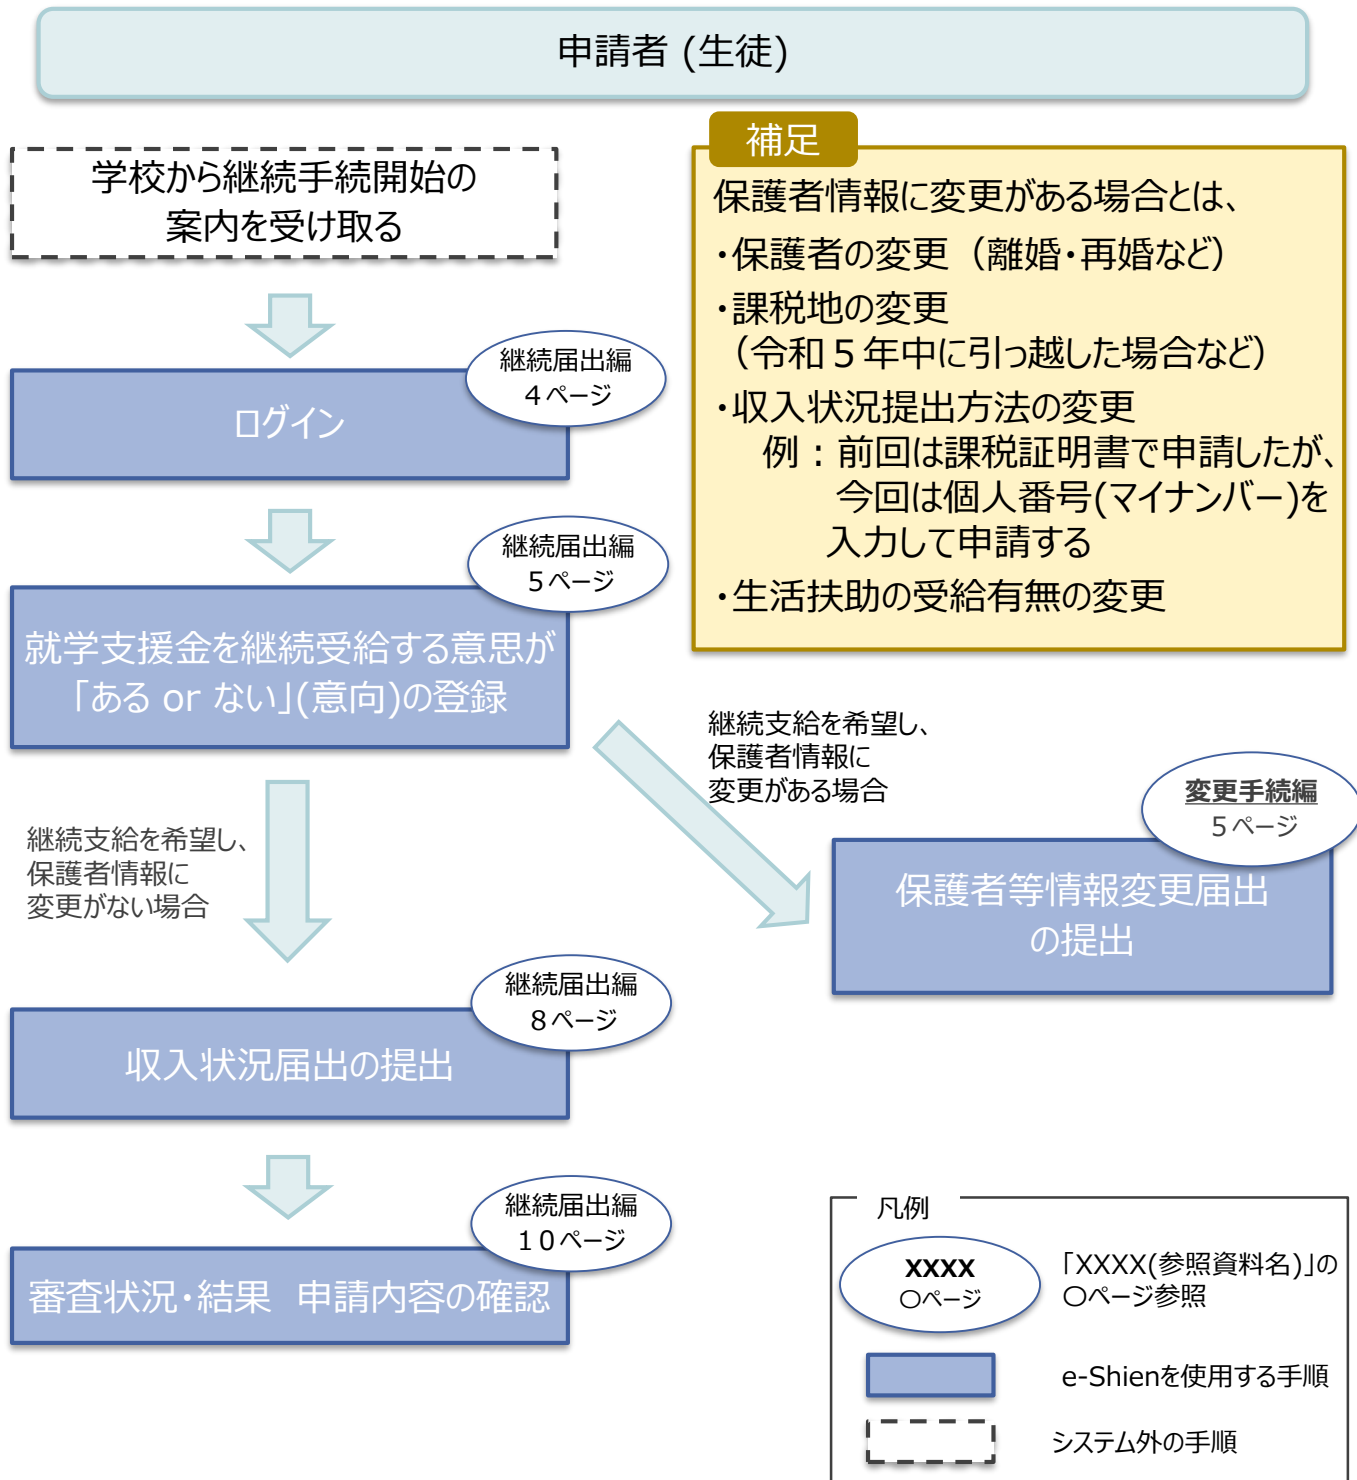 申請者 (生徒)
学校から継続手続開始の
案内を受け取る
継続届出編
４ページ
ログイン
継続届出編
５ページ
就学支援金を継続受給する意思が
「ある or ない」(意向)の登録
補足
保護者情報に変更がある場合とは、
・保護者の変更（離婚・再婚など）
・課税地の変更
（令和５年中に引っ越した場合など）
・収入状況提出方法の変更
例：前回は課税証明書で申請したが、
今回は個人番号(マイナンバー)を
入力して申請する
・生活扶助の受給有無の変更
継続支給を希望し、
保護者情報に
変更がある場合
変更手続編
５ページ
保護者等情報変更届出
の提出
継続支給を希望し、
保護者情報に
変更がない場合
継続届出編
８ページ
収入状況届出の提出
継続届出編
１０ページ
審査状況・結果　申請内容の確認
凡例
XXXX
〇ページ
「XXXX(参照資料名)」の
〇ページ参照
e-Shienを使用する手順
システム外の手順